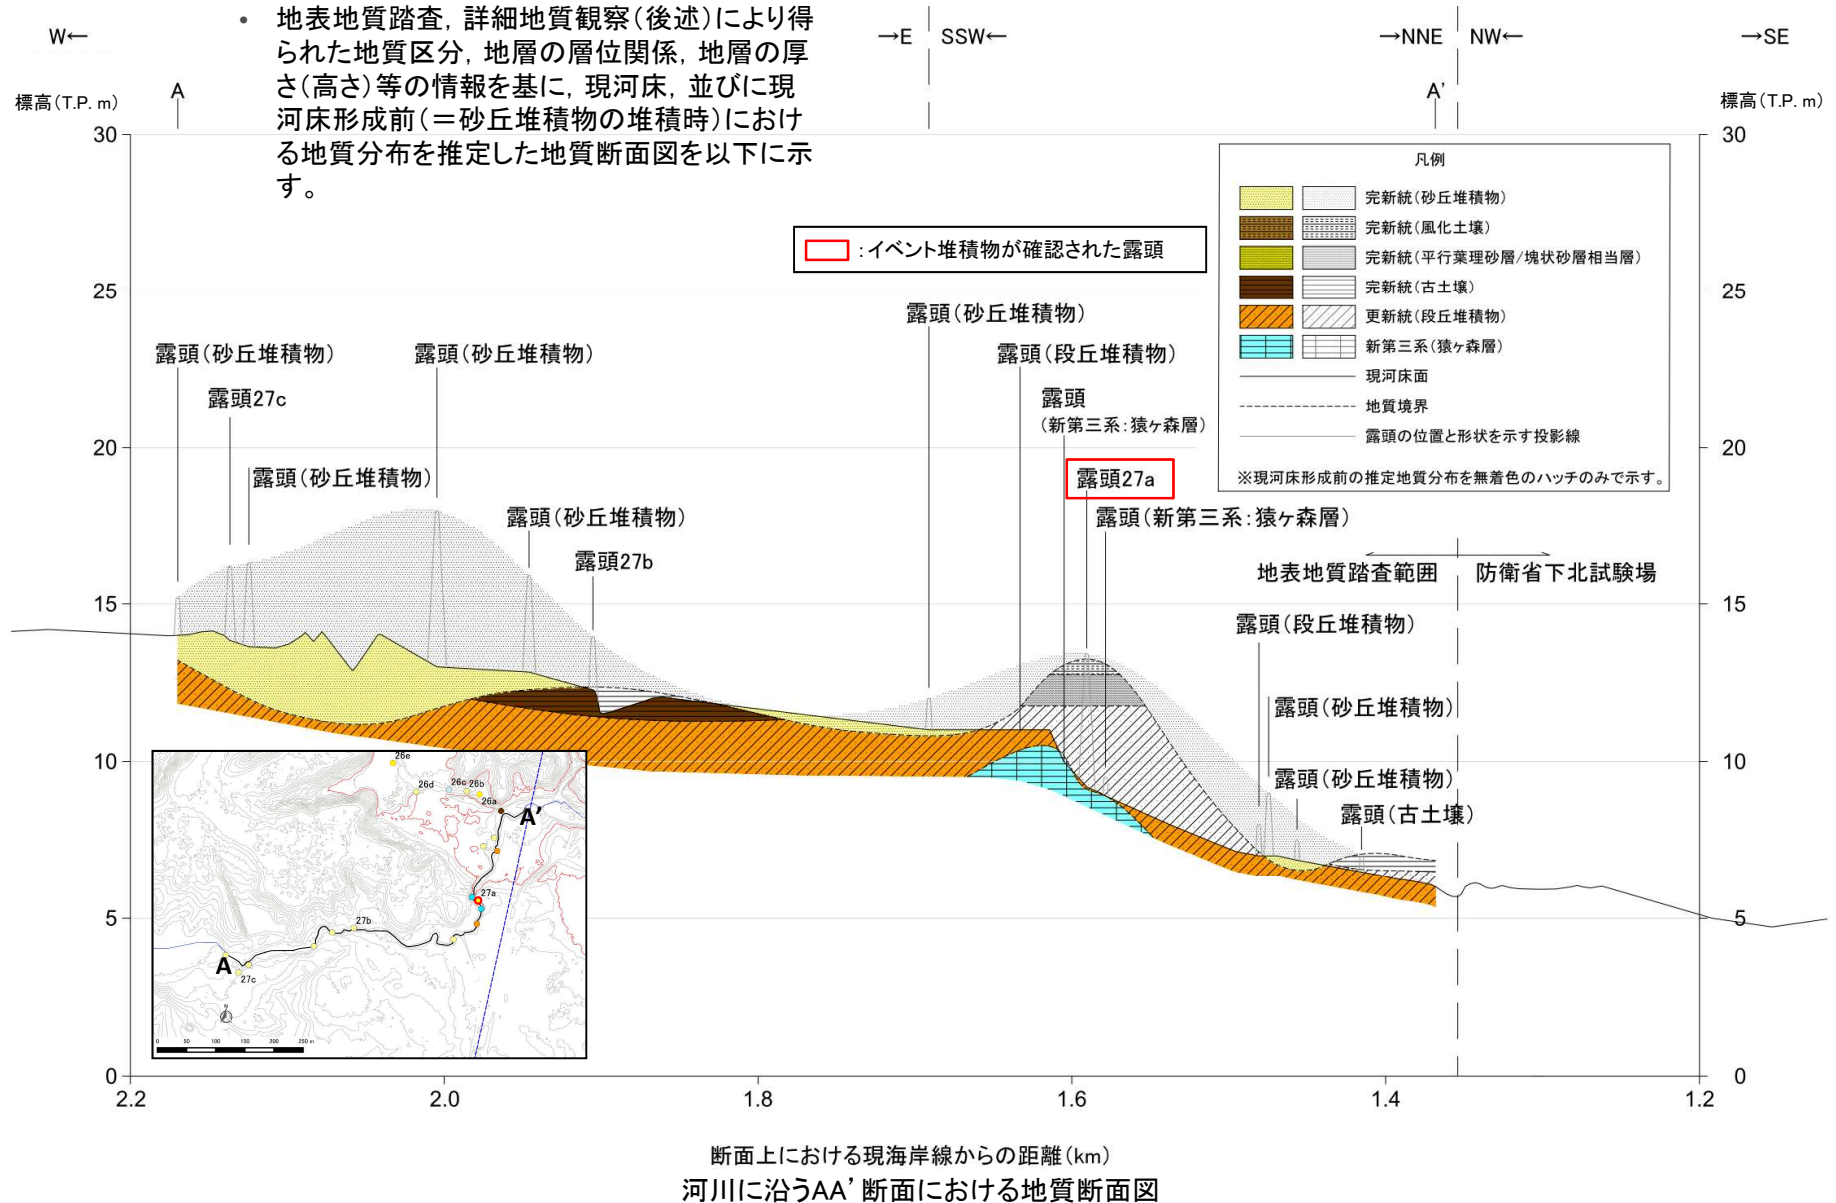 • 地表地質踏査，詳細地質観察（後述）により得
られた地質区分，地層の層位関係，地層の厚
さ（高さ）等の情報を基に，現河床，並びに現
河床形成前（＝砂丘堆積物の堆積時）におけ
る地質分布を推定した地質断面図を以下に示
す。
W←
→E
SSW←
→NNE
NW←
→SE
A
A’
標高（T.P. m）
標高（T.P. m）
30
25
20
15
10
5
0
30
25
20
15
10
5
0
凡例
完新統（砂丘堆積物）
完新統（風化土壌）
完新統（平行葉理砂層/塊状砂層相当層）
完新統（古土壌）
更新統（段丘堆積物）
新第三系（猿ヶ森層）
現河床面
地質境界
露頭の位置と形状を示す投影線
※現河床形成前の推定地質分布を無着色のハッチのみで示す。
：イベント堆積物が確認された露頭
露頭（砂丘堆積物）
露頭27c
露頭（砂丘堆積物）
露頭（砂丘堆積物）
露頭（砂丘堆積物）
露頭27b
露頭（砂丘堆積物）
露頭（段丘堆積物）
露頭
（新第三系：猿ヶ森層）
露頭27a
露頭（新第三系：猿ヶ森層）
地表地質踏査範囲
防衛省下北試験場
露頭（段丘堆積物）
露頭（砂丘堆積物）
露頭（砂丘堆積物）
露頭（古土壌）
26e
26d
26c
26b
26a
A’
27a
27b
A
27c
N
0 50 100 150 200 250 m
2.2
2.0
1.8
1.6
1.4
1.2
断面上における現海岸線からの距離（km）
河川に沿うAA’断面における地質断面図